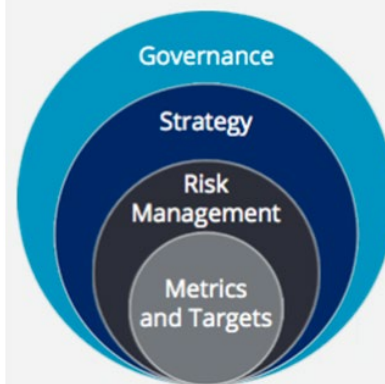 Governance
Strategy
Risk
Management
Metrics
and Targets